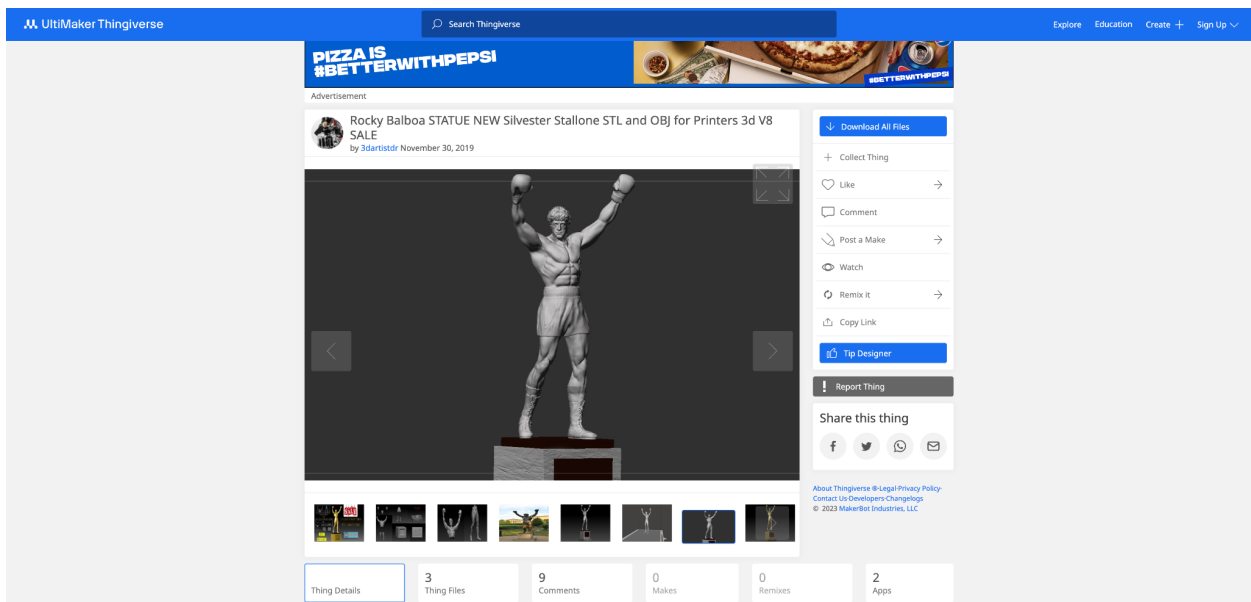 UltiMaker Thingiverse
Search Thingiverse
Explore Education Create Sign Up
PIZZA IS
#BETTERWITHPEPSI
#BETTERWITHPEPSI
Advertisement
Rocky Balboa STATUE NEW Silvester Stallone STL and OBJ for Printers 3d V8
SALE
by 3dartistdr November 30, 2019
Download All Files
Collect Thing
Like
Comment
Post a Make
Watch
Remix it
Copy Link
Tip Designer
Report Thing
Share this thing
About Thingiverse ®·Legal·Privacy Policy·
Contact Us·Developers·Changelogs
© 2023 MakerBot Industries, LLC
Thing Details
3
Thing Files
9
Comments
0
Makes
0
Remixes
2
Apps